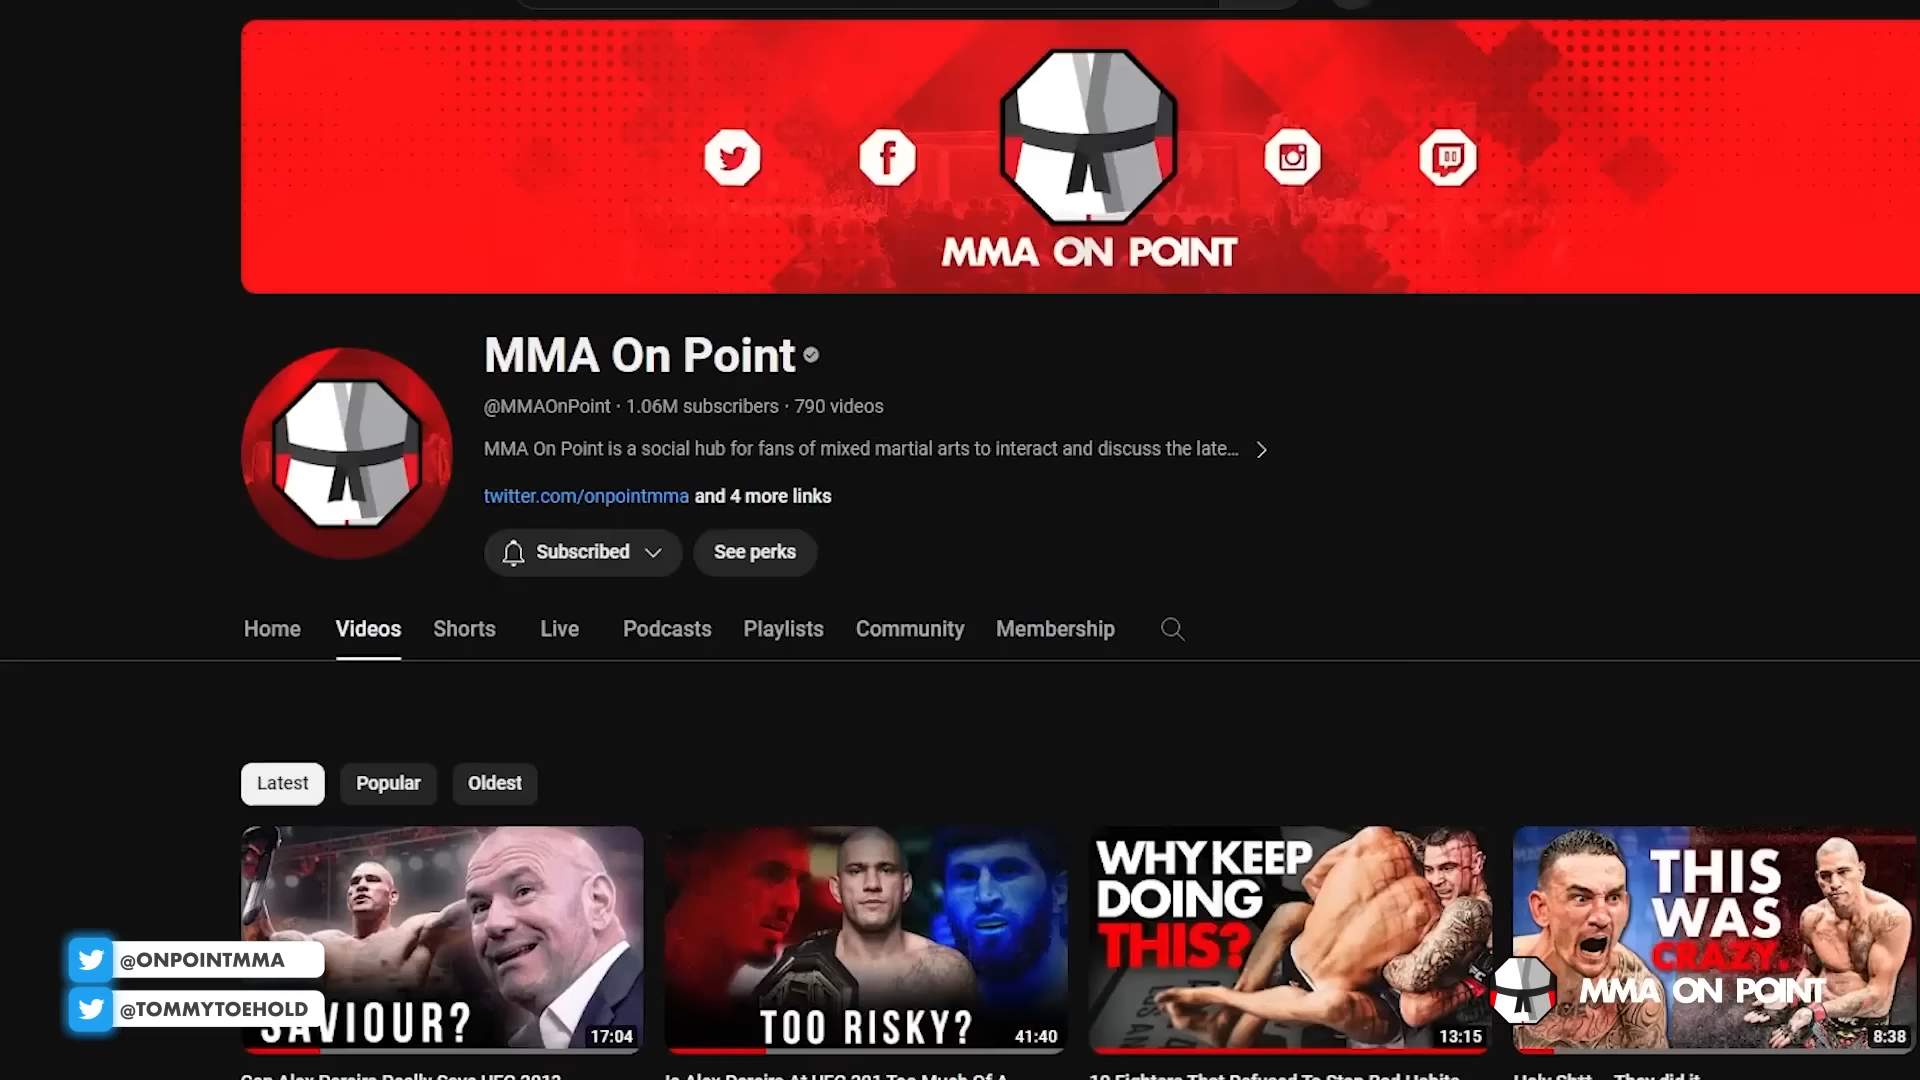 MMA ON POINT
MMA On Point
@MMAOnPoint · 1.06M subscribers · 790 videos
MMA On Point is a social hub for fans of mixed martial arts to interact and discuss the late...
twitter.com/onpointmma and 4 more links
Subscribed
See perks
Home Videos Shorts Live Podcasts Playlists Community Membership
Latest Popular Oldest
AVIOUR?
17:04
TOO RISKY?
41:40
WHY KEEP
DOING
THIS?
13:15
THIS
WAS
CRAZY.
8:38
@ONPOINTMMA
@TOMMYTOEHOLD
MMA ON POINT